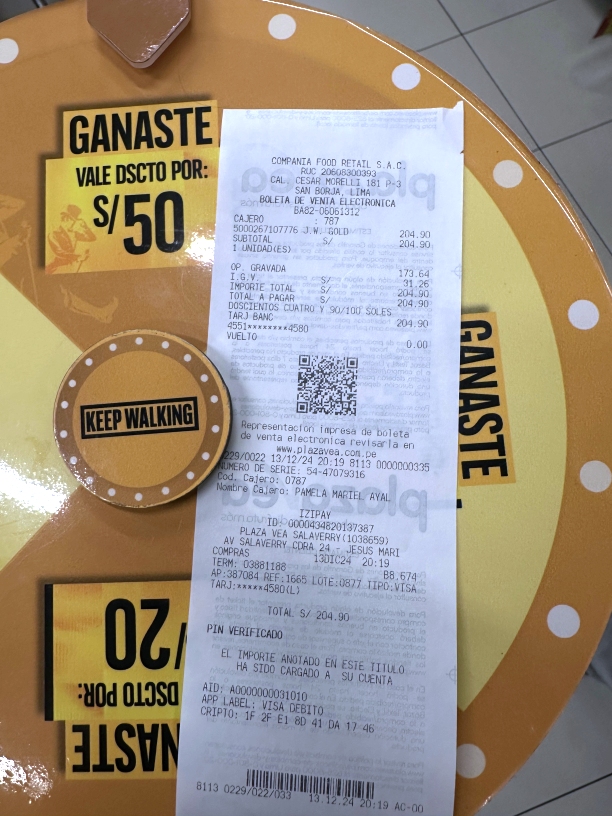 GANASTE
VALE DSCTO POR:
S/50
KEEP WALKING
GANASTE
GANASTE
DSCTO POR:
/20
COMPANIA FOOD RETAIL S.A.C.
RUC 20608300393
CAL. CESAR MORELLI 181 P-3
SAN BORJA, LIMA
BOLETA DE VENTA ELECTRONICA
BA82-06061312
CAJERO : 787
5000267107776 J.W. GOLD 204.90
SUBTOTAL S/ 204.90
1 UNIDAD(ES)
OP. GRAVADA 173.64
I.G.V. S/ 31.26
IMPORTE TOTAL S/ 204.90
TOTAL A PAGAR S/ 204.90
DOSCIENTOS CUATRO Y 90/100 SOLES
TARJ BANC 204.90
4551********4580
VUELTO 0.00
Representacion impresa de boleta
de venta electronica revisarla en
www.plazavea.com.pe
0229/0022 13/12/24 20:19 8113 0000000335
NUMERO DE SERIE: 54-47079316
Cod. Cajero: 0787
Nombre Cajero: PAMELA MARIEL AYAL
IZIPAY
ID: 0000434820137387
PLAZA VEA SALAVERRY(1038659)
AV SALAVERRY CDRA 24 - JESUS MARI
COMPRAS 13DIC24 20:19
TERM: 03881188 B8,674
AP:387084 REF:1665 LOTE:0877 TIPO:VISA
TARJ:*****4580(L)
TOTAL S/ 204.90
PIN VERIFICADO
EL IMPORTE ANOTADO EN ESTE TITULO,
HA SIDO CARGADO A SU CUENTA
AID: A0000000031010
APP LABEL: VISA DEBITO
CRIPTO: 1F 2F E1 8D 41 DA 17 46
8113 0229/022/033 13.12.24 20:19 AC-00